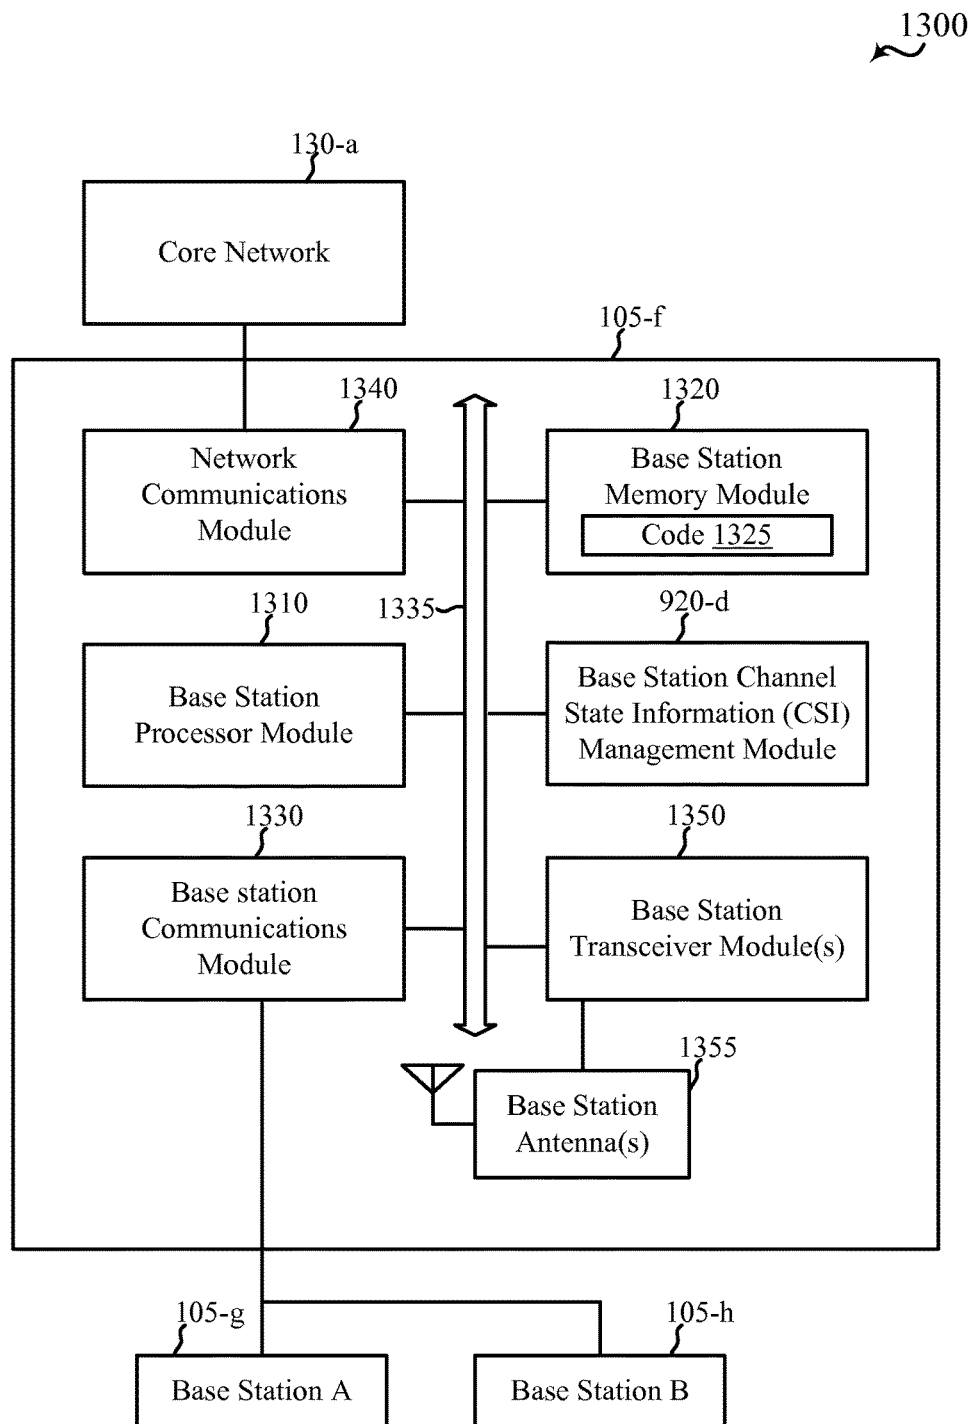 1300
130-a
Core Network
105-f
1340
Network
Communications
Module
1320
Base Station
Memory Module
Code 1325
1335
1310
Base Station
Processor Module
920-d
Base Station Channel
State Information (CSI)
Management Module
1330
Base station
Communications
Module
1350
Base Station
Transceiver Module(s)
1355
Base Station
Antenna(s)
105-g
Base Station A
105-h
Base Station B